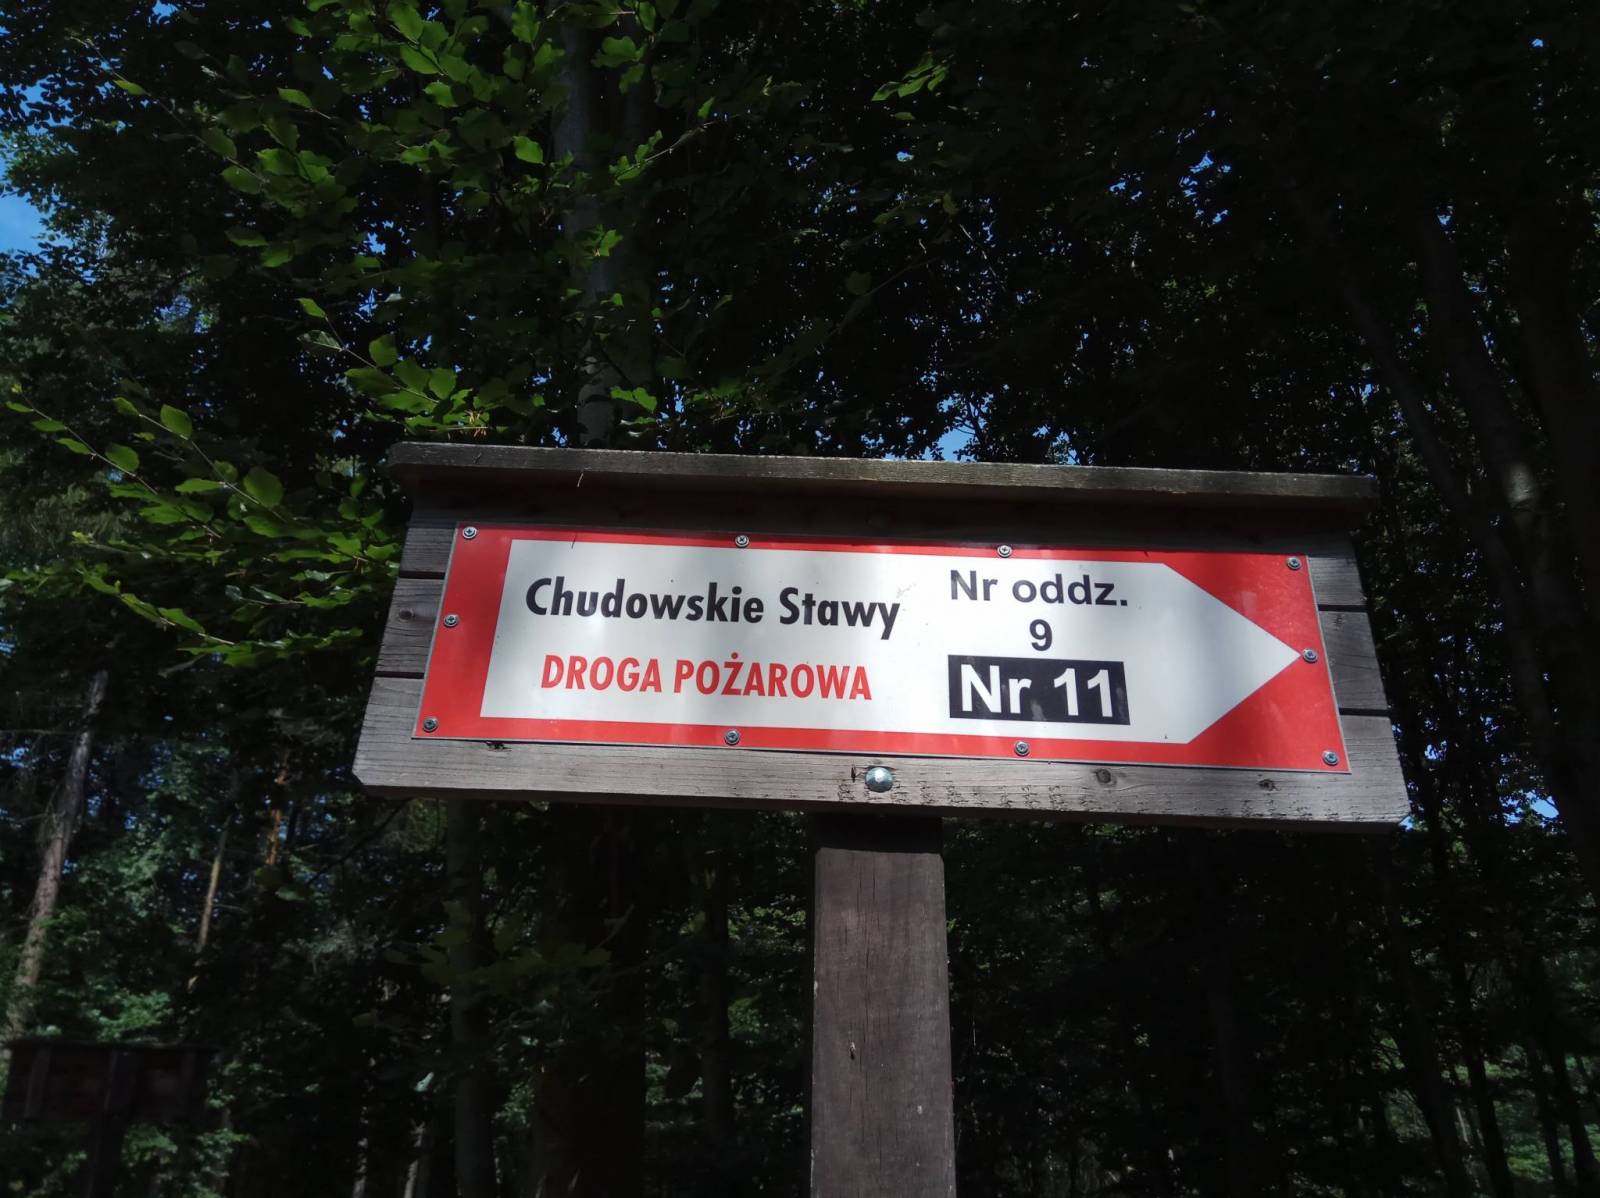 Chudowskie Stawy
DROGA POŻAROWA
Nr oddz.
9
Nr 11